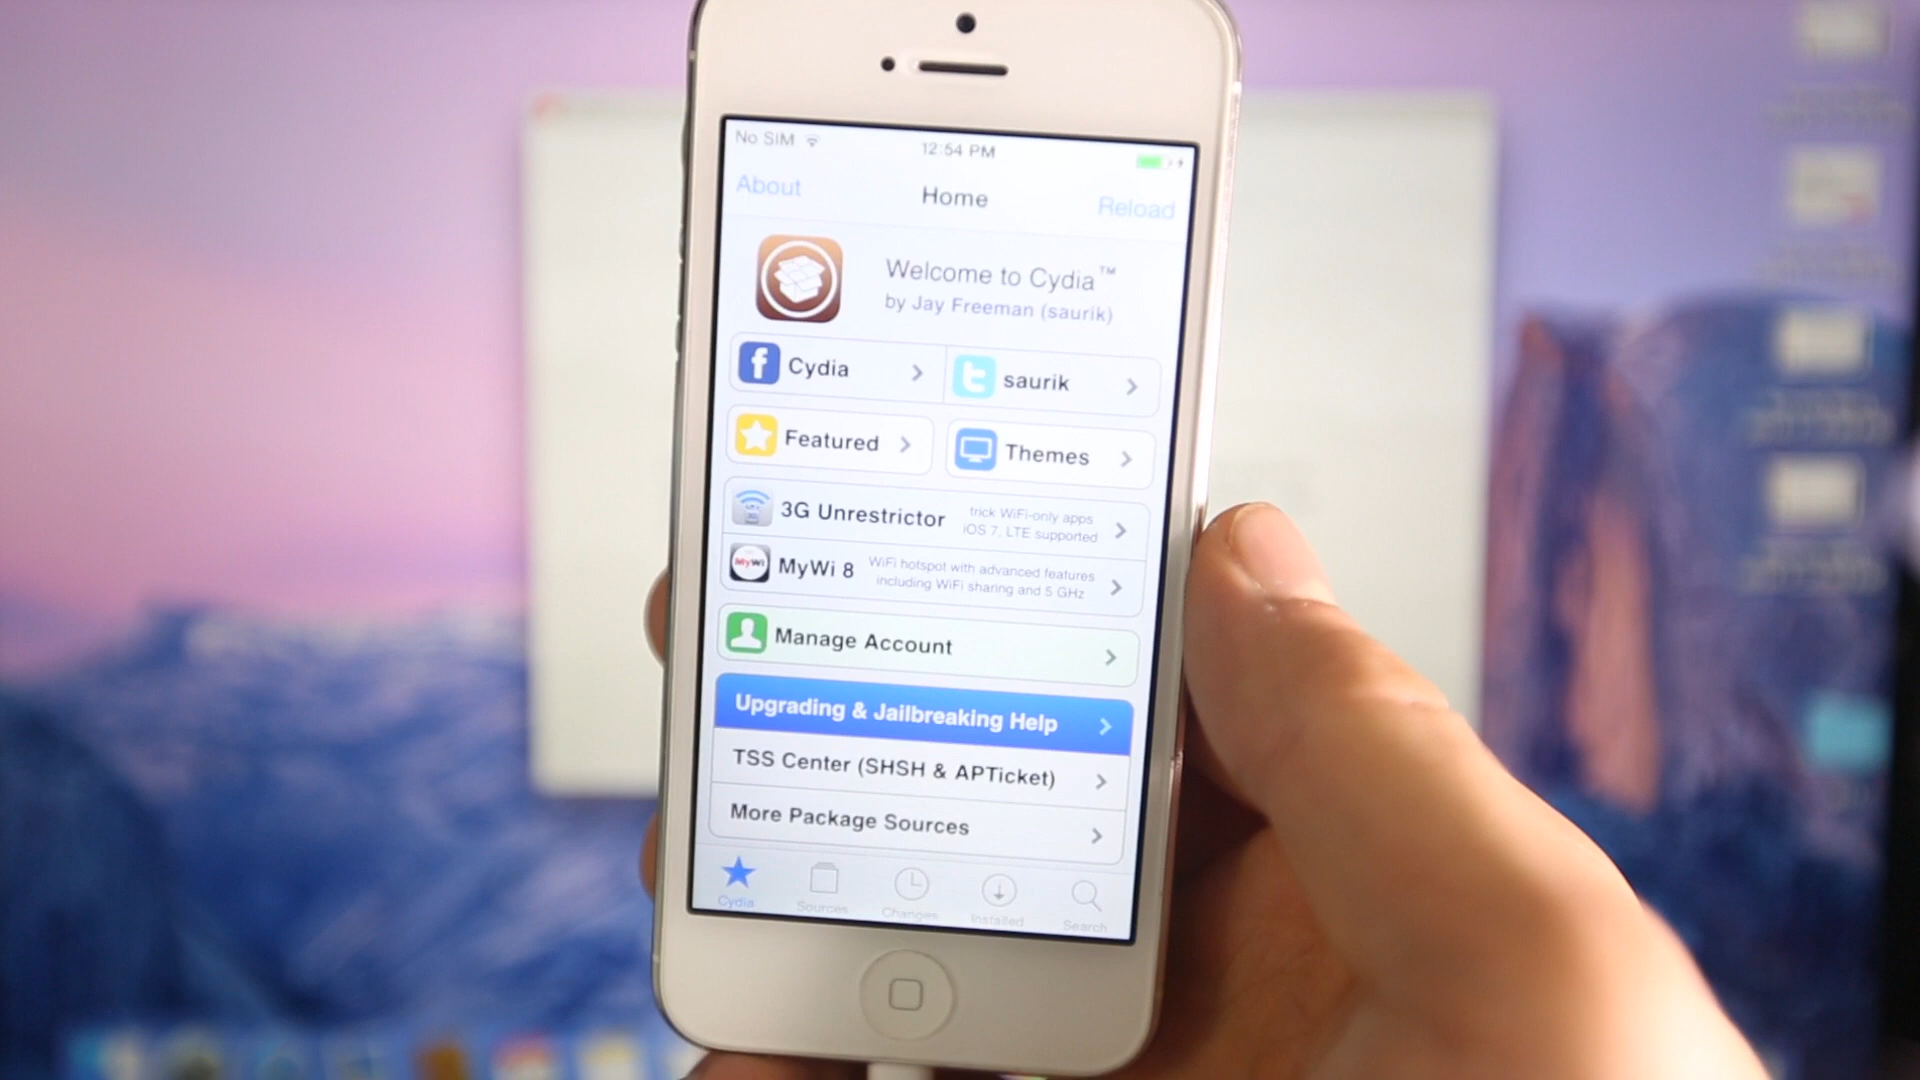 No SIM
12:54 PM
About
Home
Reload
Welcome to Cydia™
by Jay Freeman (saurik)
Cydia
saurik
Featured
Themes
3G Unrestrictor
trick WiFi-only apps
iOS 7, LTE supported
MyWi
MyWi 8
WiFi hotspot with advanced features
including WiFi sharing and 5 GHz
Manage Account
Upgrading & Jailbreaking Help
TSS Center (SHSH & APTicket)
More Package Sources
Cydia
Sources
Changes
Installed
Search